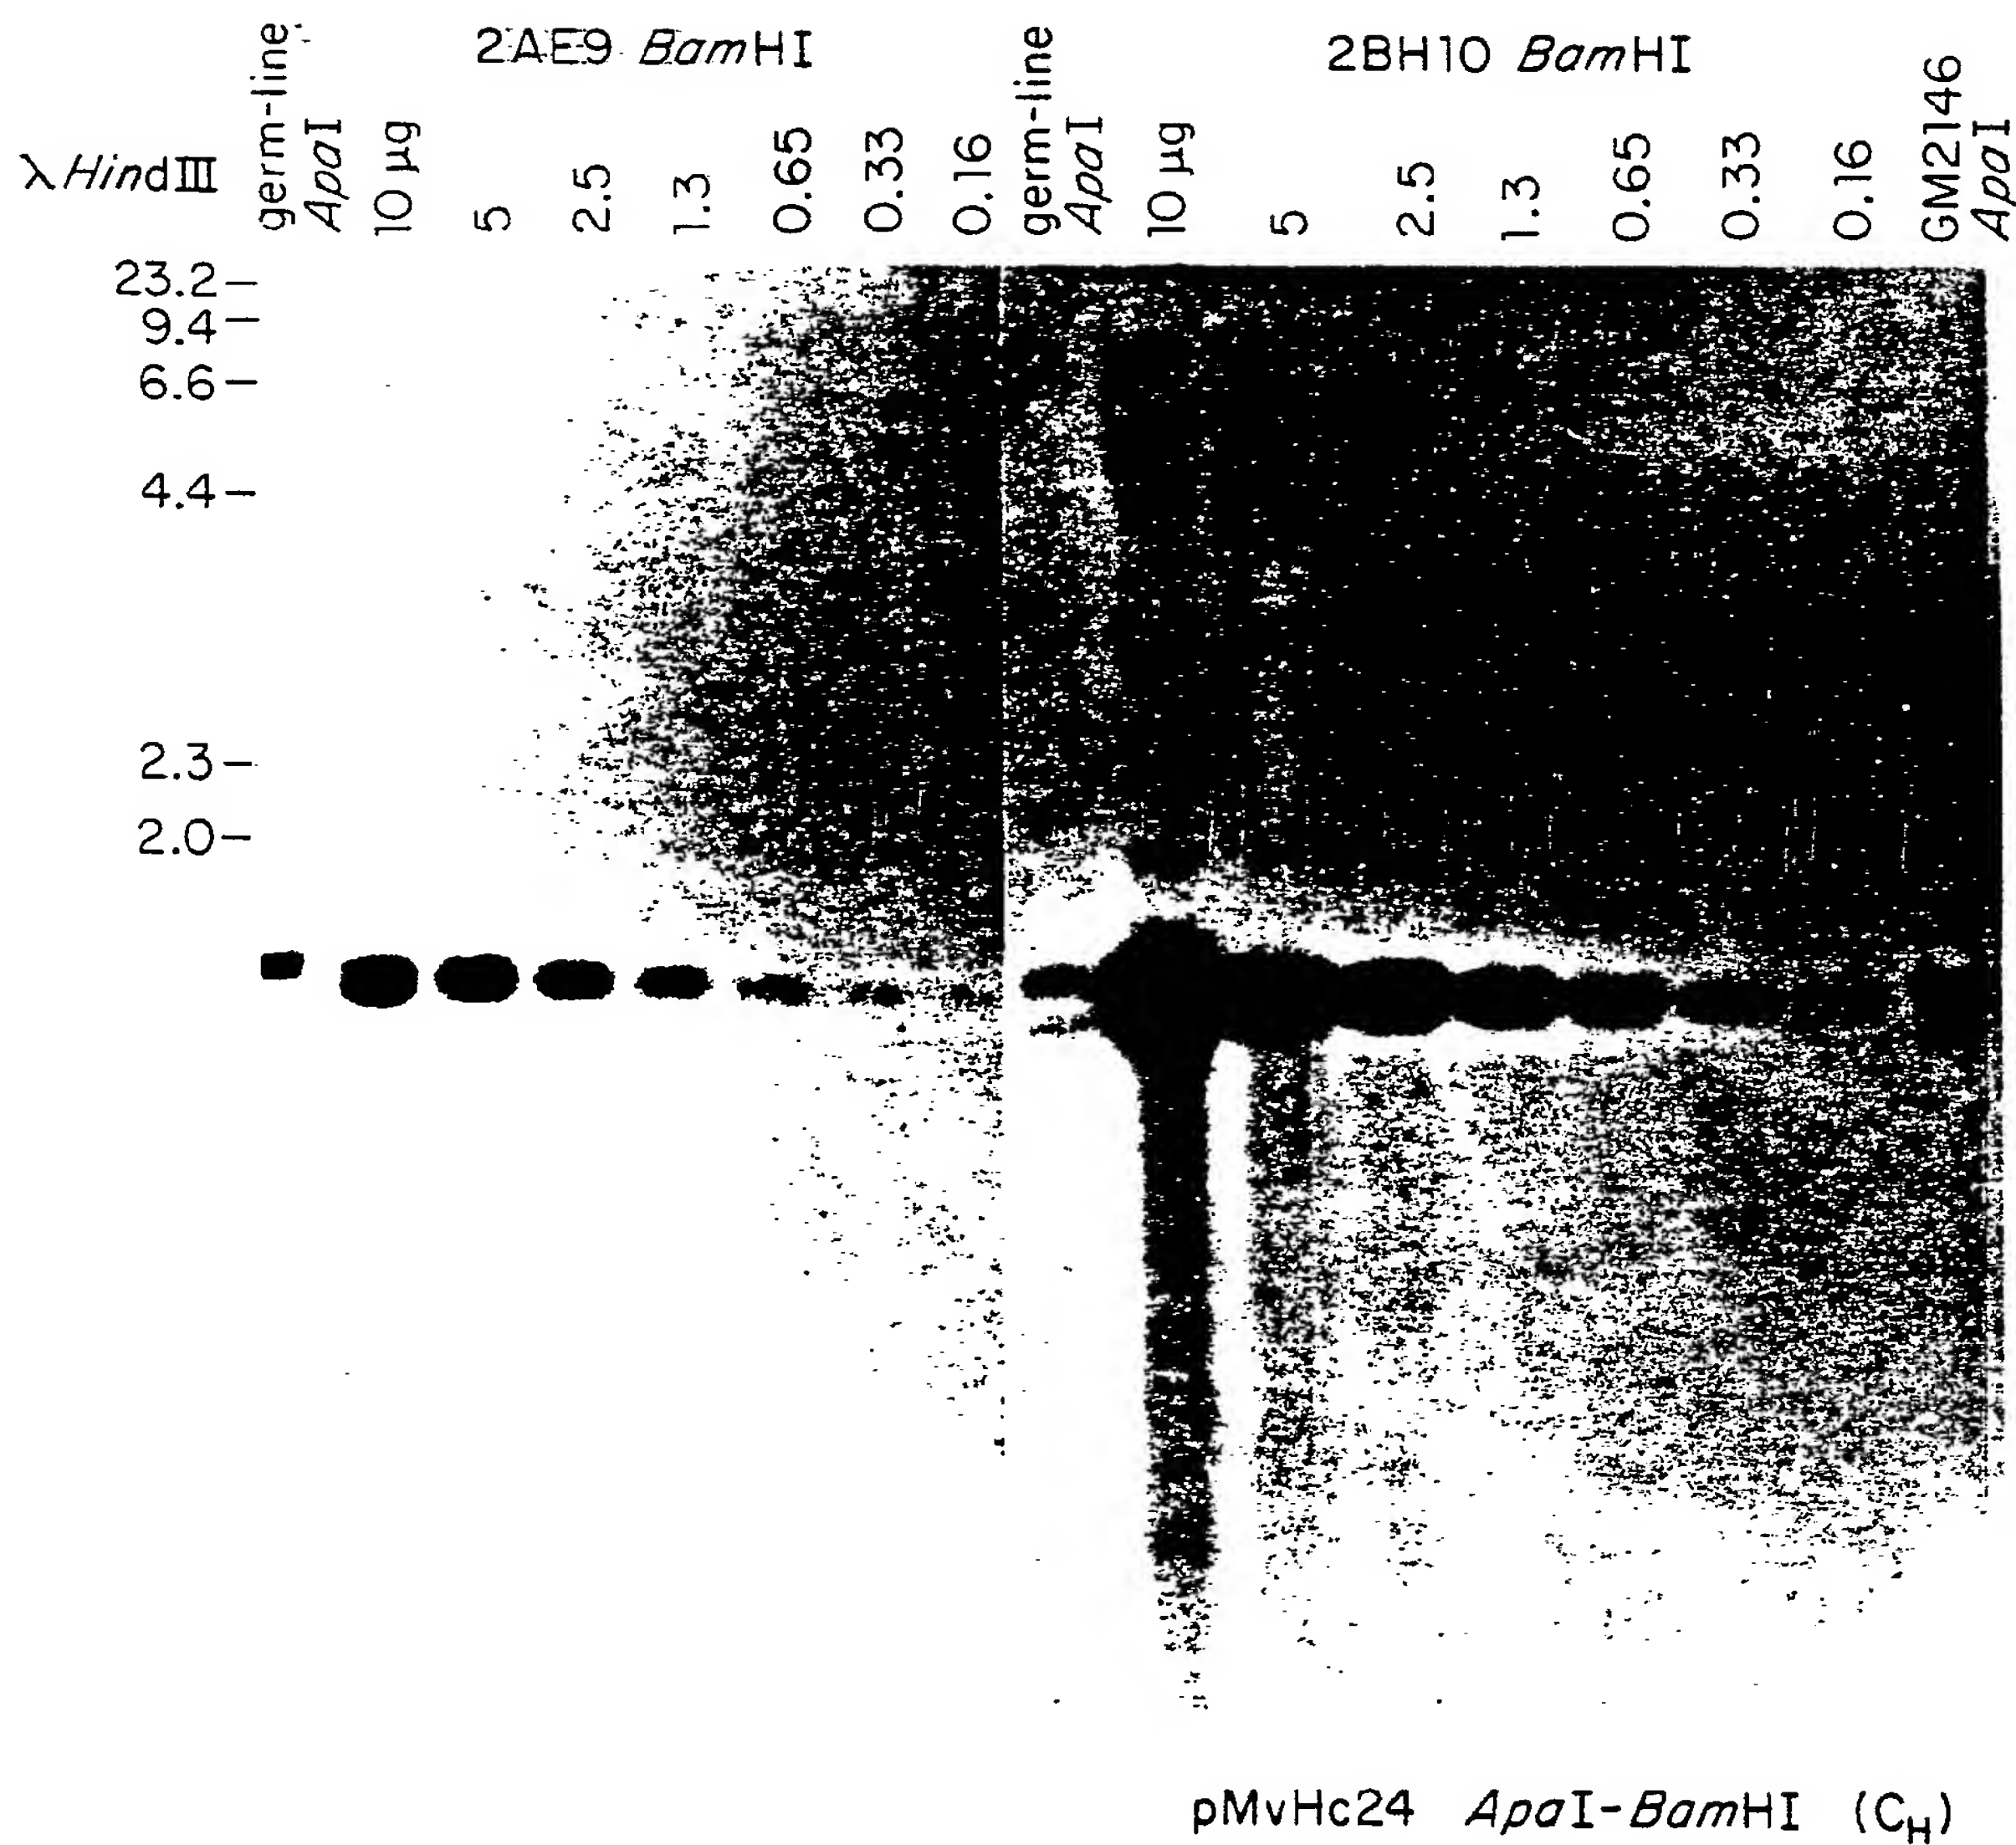 2AE9 BamHI
2BH10 BamHI
λ HindIII
germ-line
ApaI
10 µg
5
2.5
1.3
0.65
0.33
0.16
germ-line
ApaI
10 µg
5
2.5
1.3
0.65
0.33
0.16
GM2146
ApaI
23.2
9.4
6.6
4.4
2.3
2.0
pMvHc24 ApaI-BamHI (CH)